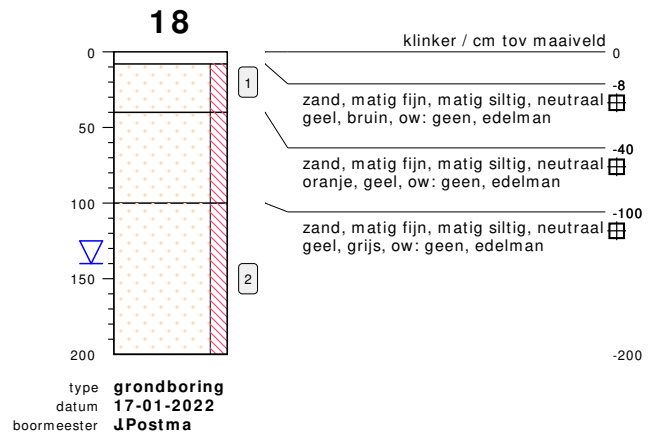 18
klinker / cm tov maaiveld
0
0
-8
1
zand, matig fijn, matig siltig, neutraal
geel, bruin, ow: geen, edelman
50
-40
zand, matig fijn, matig siltig, neutraal
oranje, geel, ow: geen, edelman
100
-100
zand, matig fijn, matig siltig, neutraal
geel, grijs, ow: geen, edelman
150
2
200
-200
type grondboring
datum 17-01-2022
boormeester J.Postma